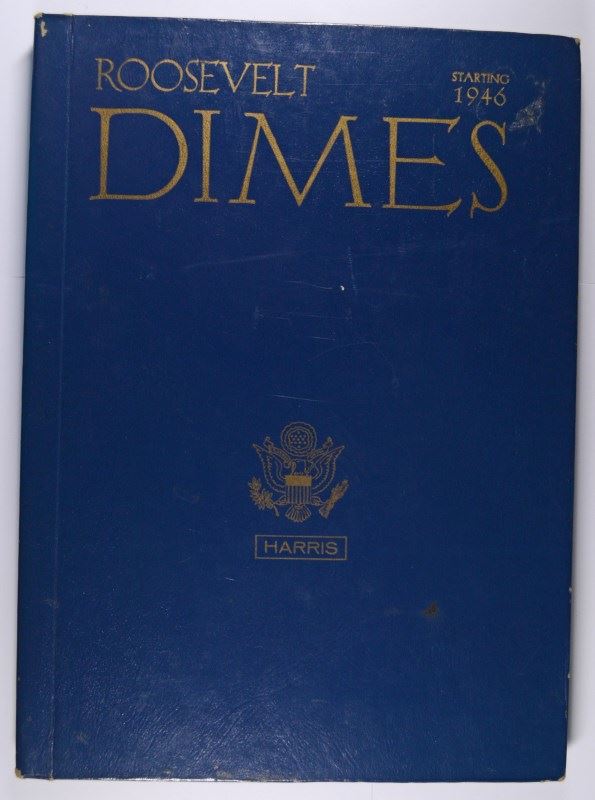 ROOSEVELT
STARTING
1946
DIMES
HARRIS